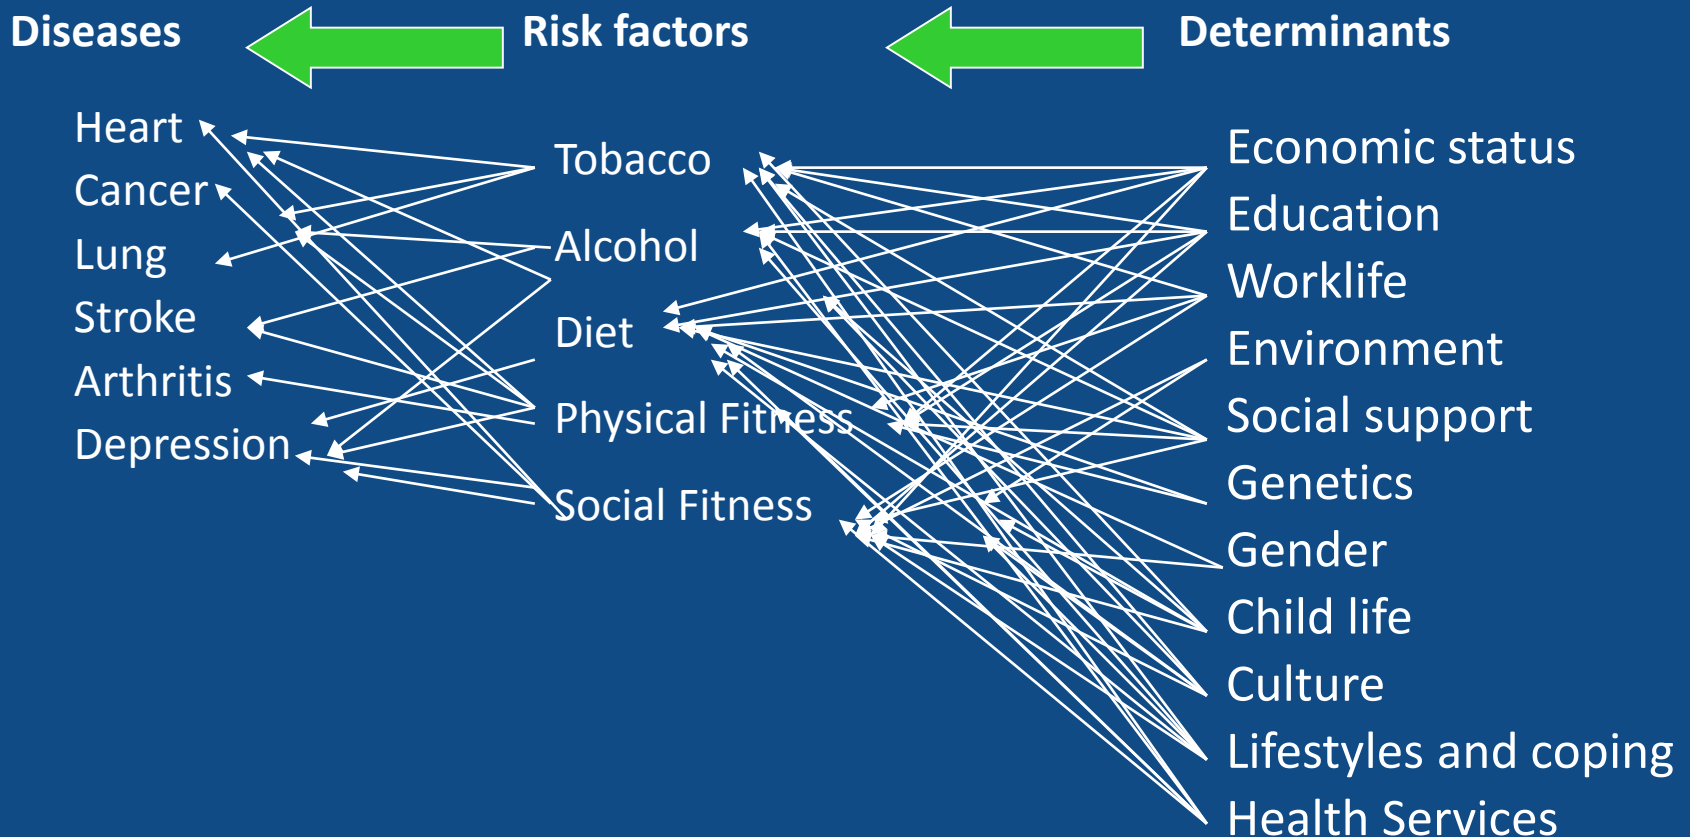 Diseases
Risk factors
Determinants
Heart
Cancer
Lung
Stroke
Arthritis
Depression
Tobacco
Alcohol
Diet
Physical Fitness
Social Fitness
Economic status
Education
Worklife
Environment
Social support
Genetics
Gender
Child life
Culture
Lifestyles and coping
Health Services